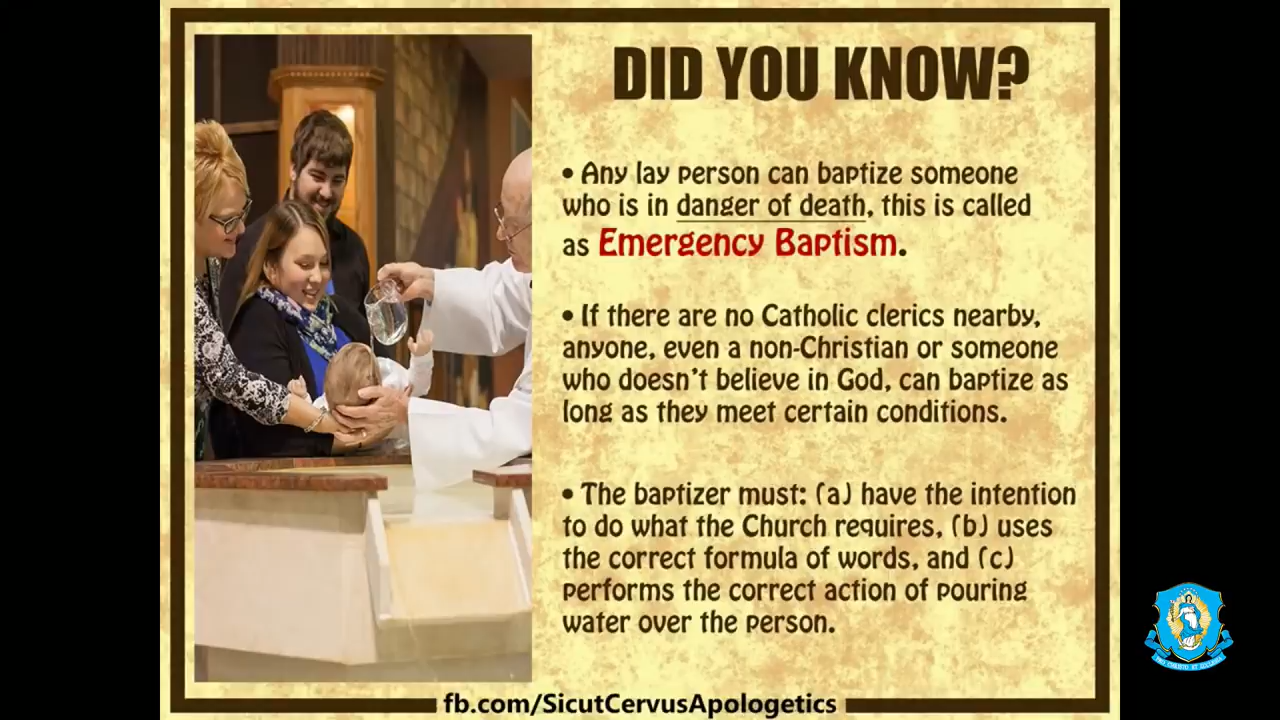 DID YOU KNOW?
• Any lay person can baptize someone
who is in danger of death, this is called
as Emergency Baptism.
• If there are no Catholic clerics nearby,
anyone, even a non-Christian or someone
who doesn't believe in God, can baptize as
long as they meet certain conditions.
• The baptizer must: (a) have the intention
to do what the Church requires, (b) uses
the correct formula of words, and (c)
performs the correct action of pouring
water over the person.
fb.com/SicutCervusApologetics